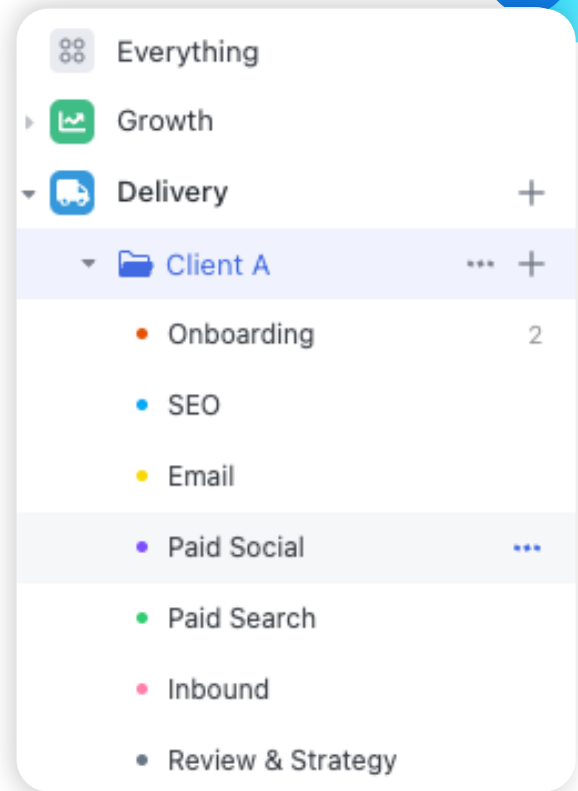 Everything
Growth
Delivery
Client A
Onboarding 2
SEO
Email
Paid Social
Paid Search
Inbound
Review & Strategy